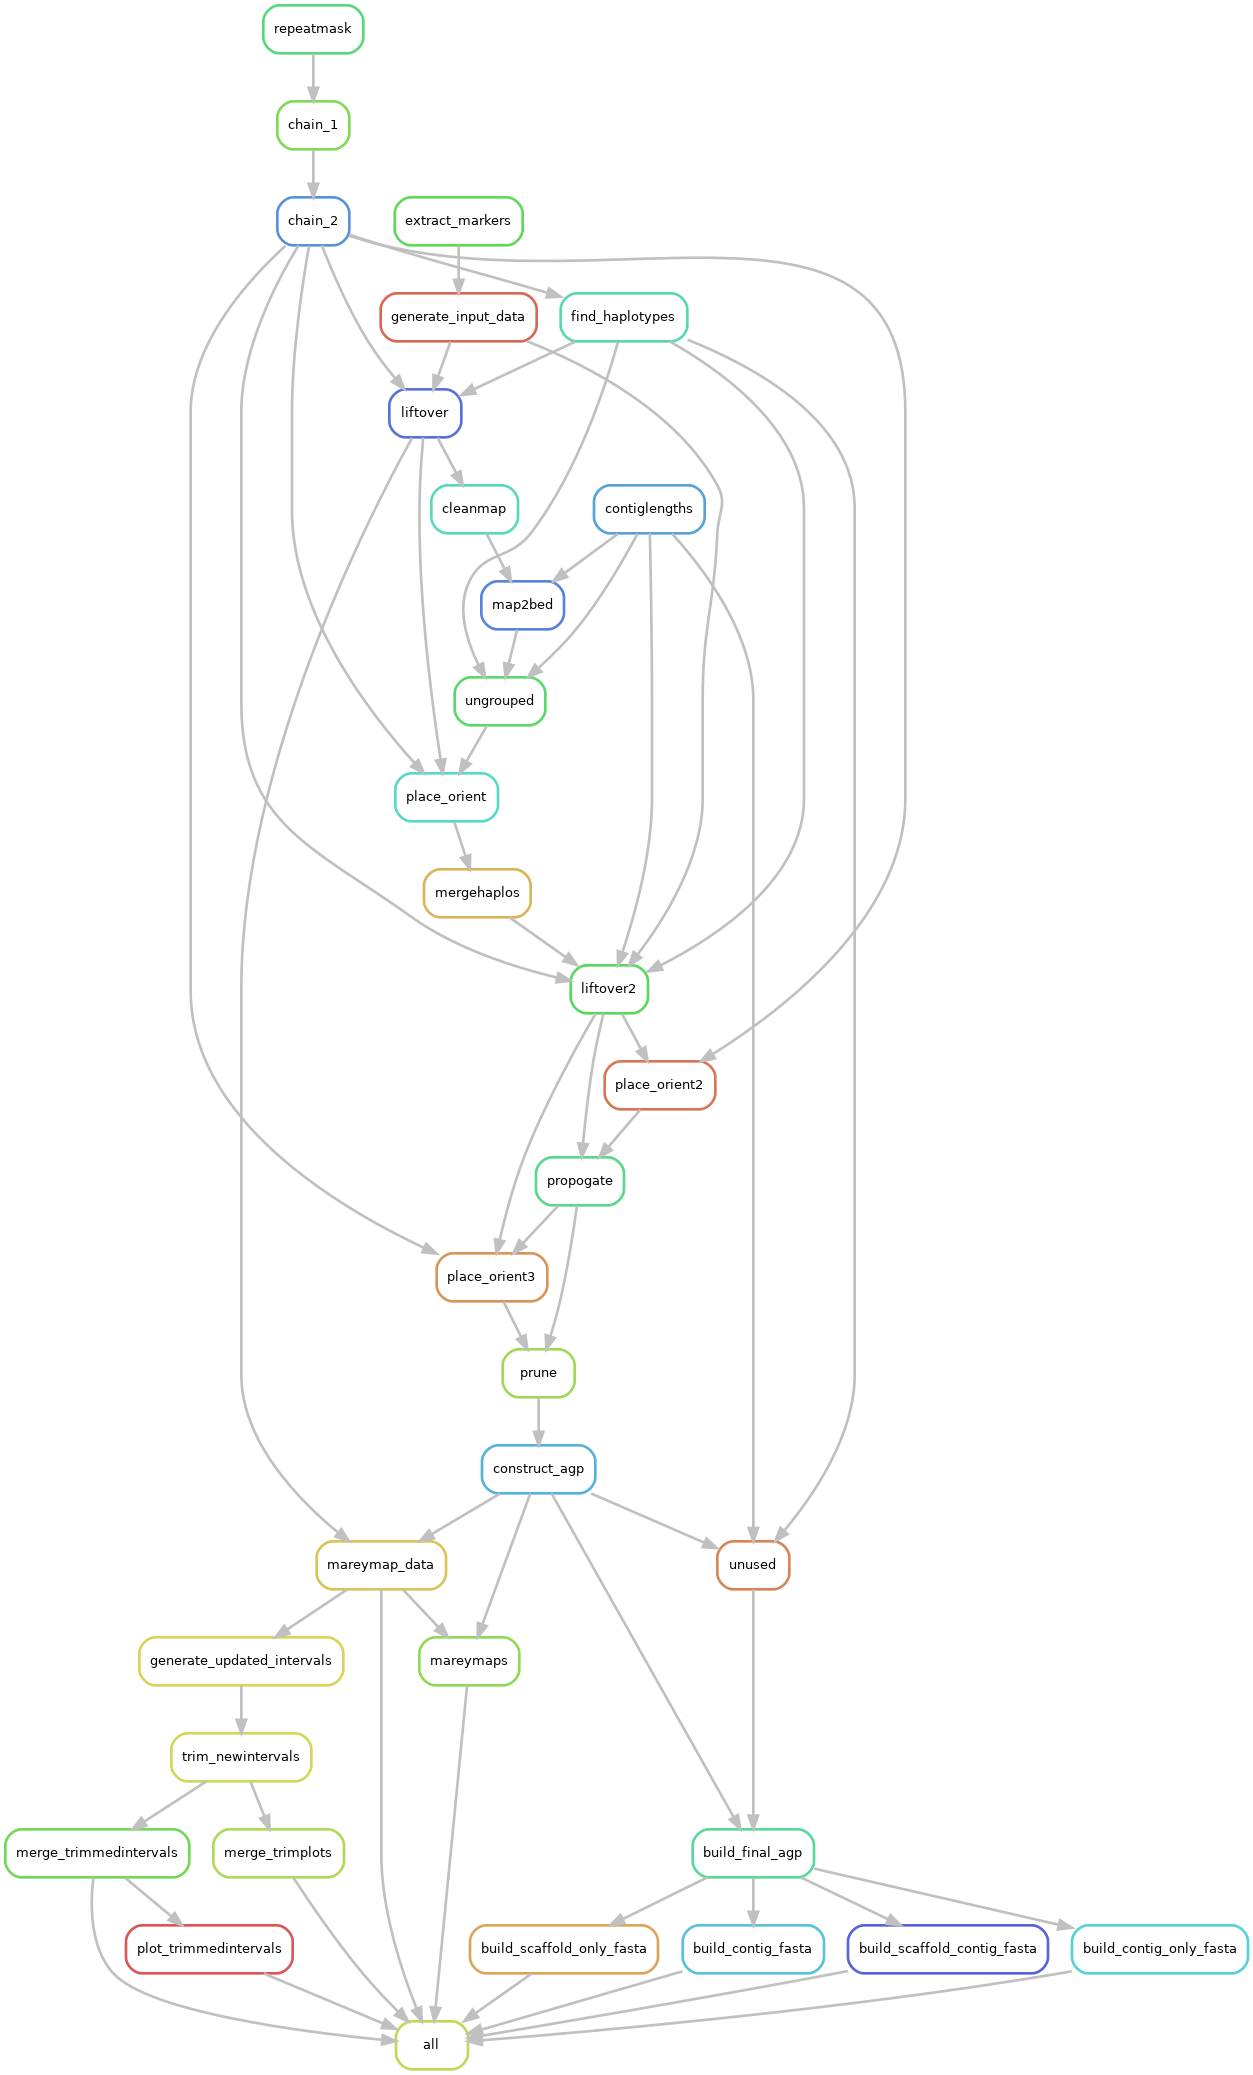 repeatmask
chain_1
chain_2
extract_markers
generate_input_data
find_haplotypes
liftover
cleanmap
contiglengths
map2bed
ungrouped
place_orient
mergehaplos
liftover2
place_orient2
propogate
place_orient3
prune
construct_agp
mareymap_data
unused
generate_updated_intervals
mareymaps
trim_newintervals
merge_trimmedintervals
merge_trimplots
build_final_agp
plot_trimmedintervals
build_scaffold_only_fasta
build_contig_fasta
build_scaffold_contig_fasta
build_contig_only_fasta
all